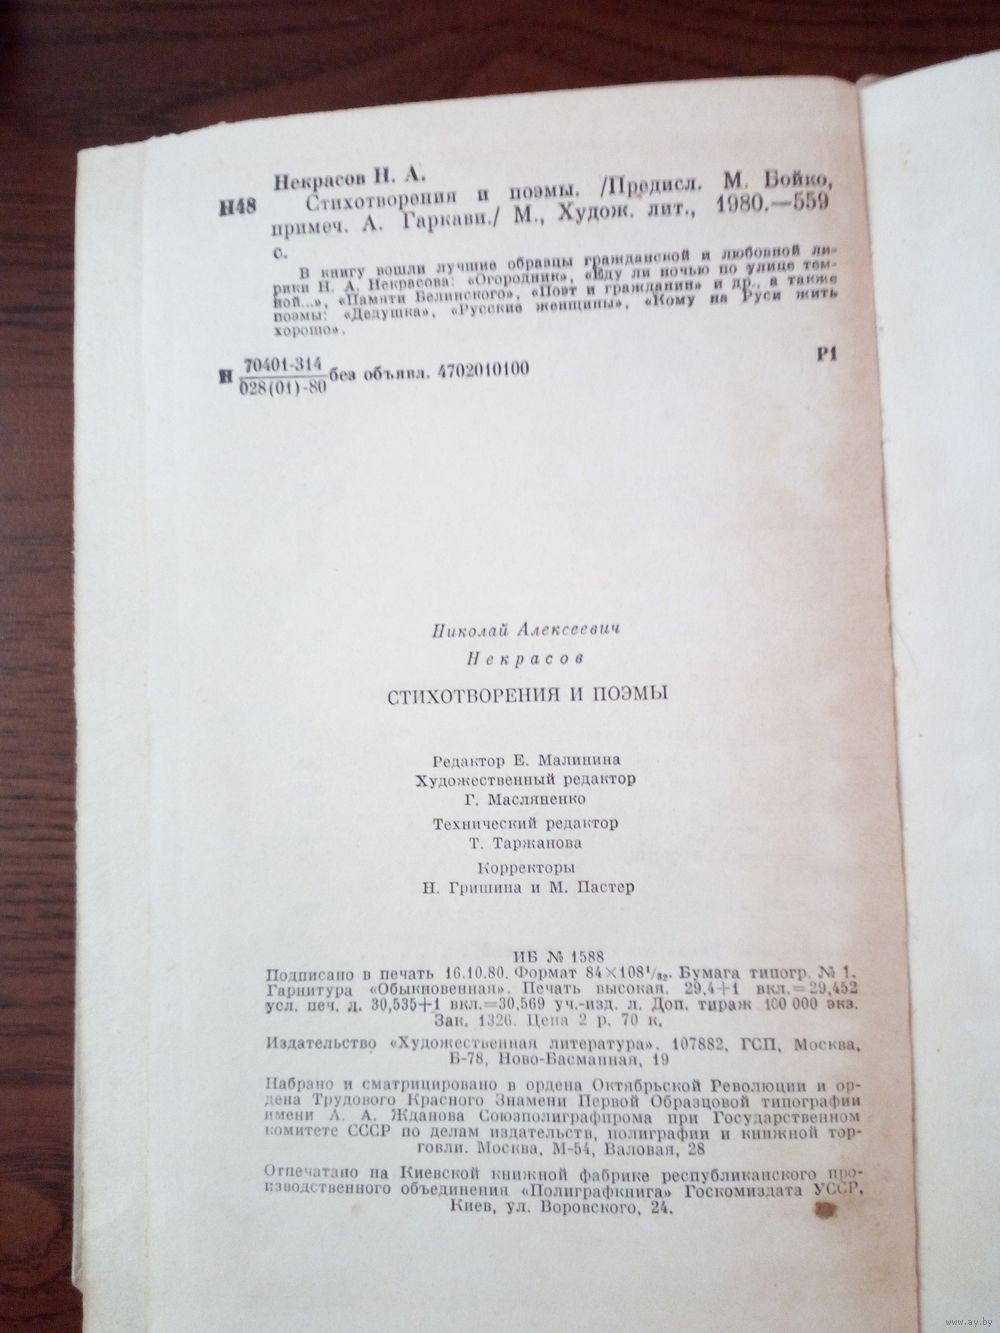 Некрасов Н. А.
Н48 Стихотворения и поэмы. /Предисл. М. Бойко,
примеч. А. Гаркави./ М., Худож. лит., 1980.—559
с.
В книгу вошли лучшие образцы гражданской и любовной ли-
рики Н. А. Некрасова: «Огородник», «Еду ли ночью по улице тем-
ной...», «Памяти Белинского», «Поэт и гражданин» и др., а также
поэмы: «Дедушка», «Русские женщины», «Кому на Руси жить
хорошо».
Н 70401-314
028(01)-80 без объявл. 4702010100
Р1
Николай Алексеевич
Некрасов
СТИХОТВОРЕНИЯ И ПОЭМЫ
Редактор Е. Малинина
Художественный редактор
Г. Масляненко
Технический редактор
Т. Таржанова
Корректоры
Н. Гришина и М. Пастер
ИБ № 1588
Подписано в печать 16.10.80. Формат 84×108¹/₃₂. Бумага типогр. № 1.
Гарнитура «Обыкновенная». Печать высокая. 29,4+1 вкл.=29,452
усл. печ. л. 30,535+1 вкл.=30,569 уч.-изд. л. Доп. тираж 100 000 экз.
Зак. 1326. Цена 2 р. 70 к.
Издательство «Художественная литература». 107882, ГСП, Москва,
Б-78, Ново-Басманная, 19
Набрано и сматрицировано в ордена Октябрьской Революции и ор-
дена Трудового Красного Знамени Первой Образцовой типографии
имени А. А. Жданова Союзполиграфпрома при Государственном
комитете СССР по делам издательств, полиграфии и книжной тор-
говли. Москва, М-54, Валовая, 28
Отпечатано на Киевской книжной фабрике республиканского про-
изводственного объединения «Полиграфкнига» Госкомиздата УССР,
Киев, ул. Воровского, 24.
www.ay.by